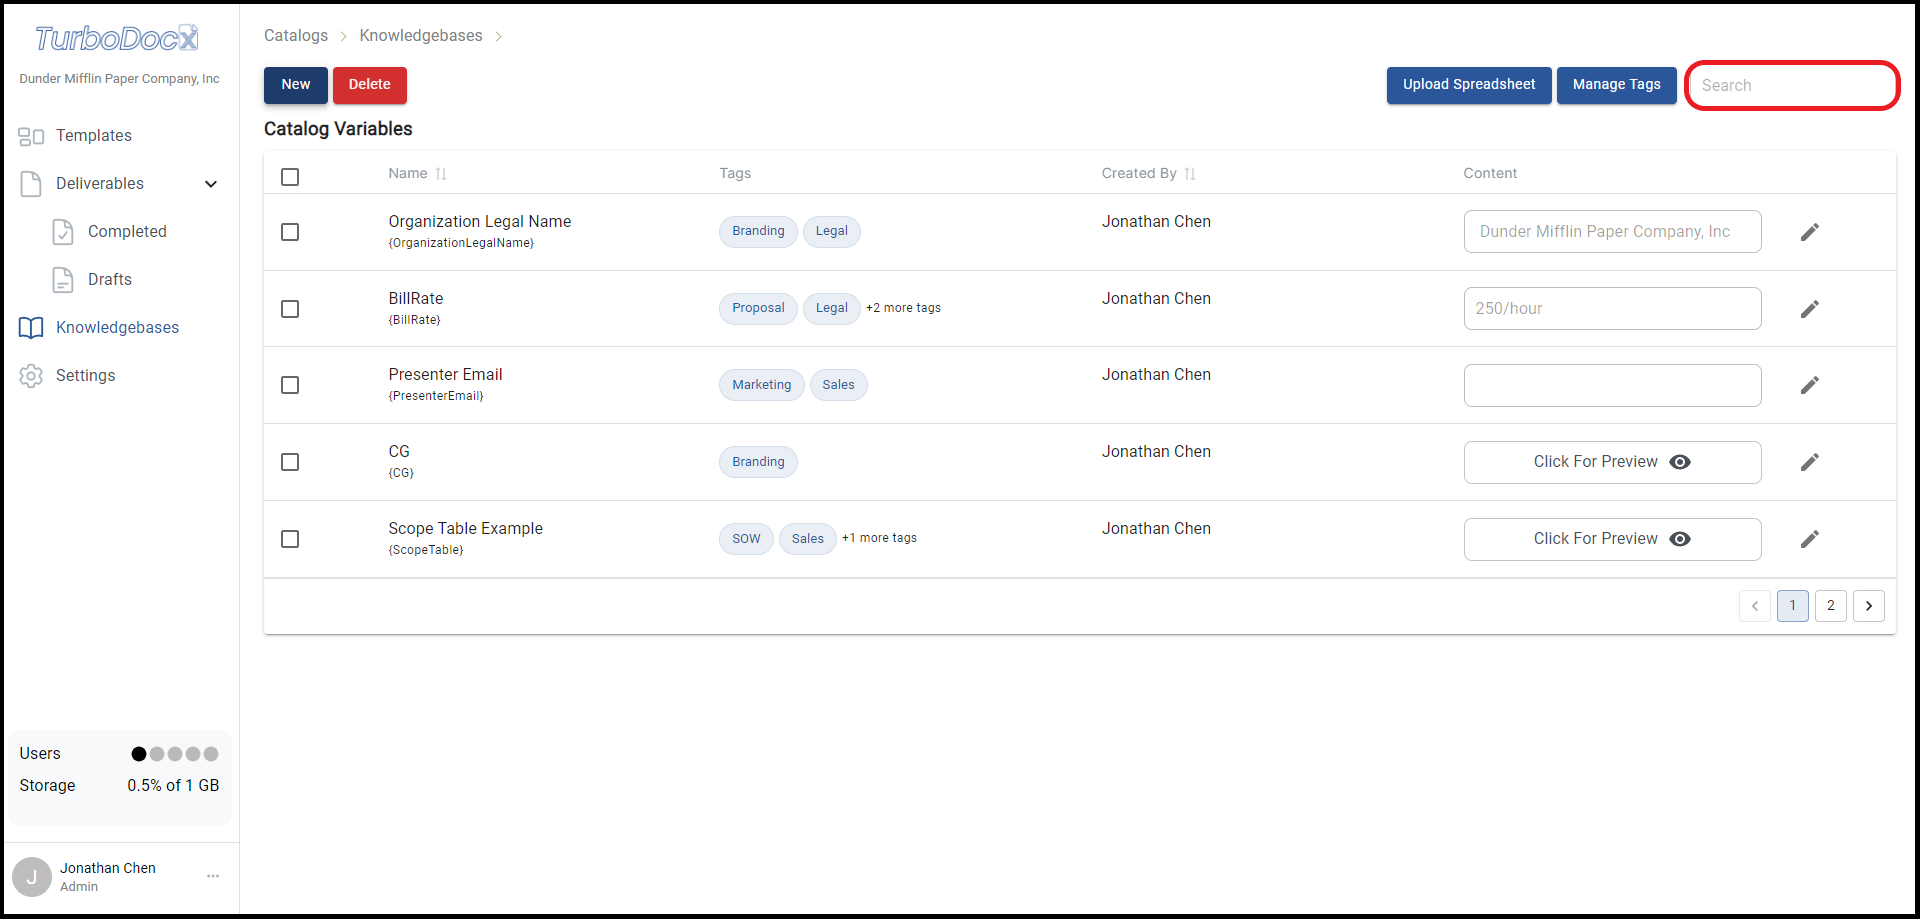 TurboDocX
Dunder Mifflin Paper Company, Inc
Templates
Deliverables
Completed
Drafts
Knowledgebases
Settings
Users
Storage 0.5% of 1 GB
J
Jonathan Chen
Admin
Catalogs > Knowledgebases >
New Delete Upload Spreadsheet Manage Tags Search
Catalog Variables
Name Tags Created By Content
Organization Legal Name
{OrganizationLegalName}
Branding Legal
Jonathan Chen
Dunder Mifflin Paper Company, Inc
BillRate
{BillRate}
Proposal Legal +2 more tags
Jonathan Chen
250/hour
Presenter Email
{PresenterEmail}
Marketing Sales
Jonathan Chen
CG
{CG}
Branding
Jonathan Chen
Click For Preview
Scope Table Example
{ScopeTable}
SOW Sales +1 more tags
Jonathan Chen
Click For Preview
1 2